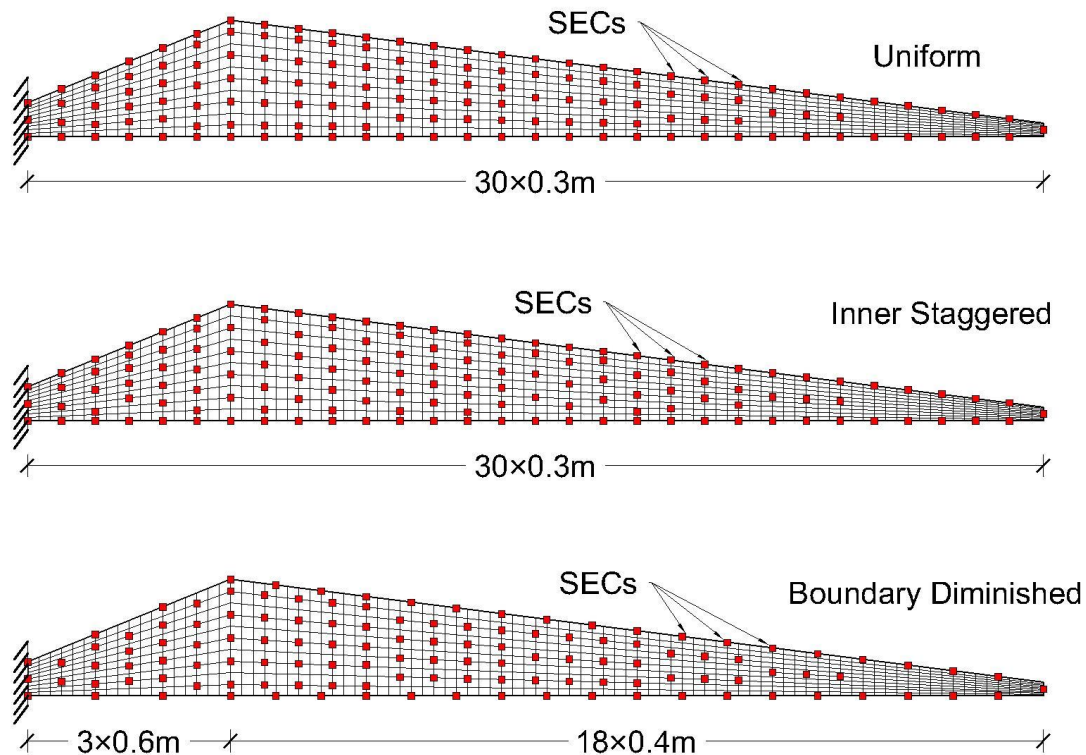 SECs
Uniform
30×0.3m
SECs
Inner Staggered
30×0.3m
SECs
Boundary Diminished
3×0.6m
18×0.4m